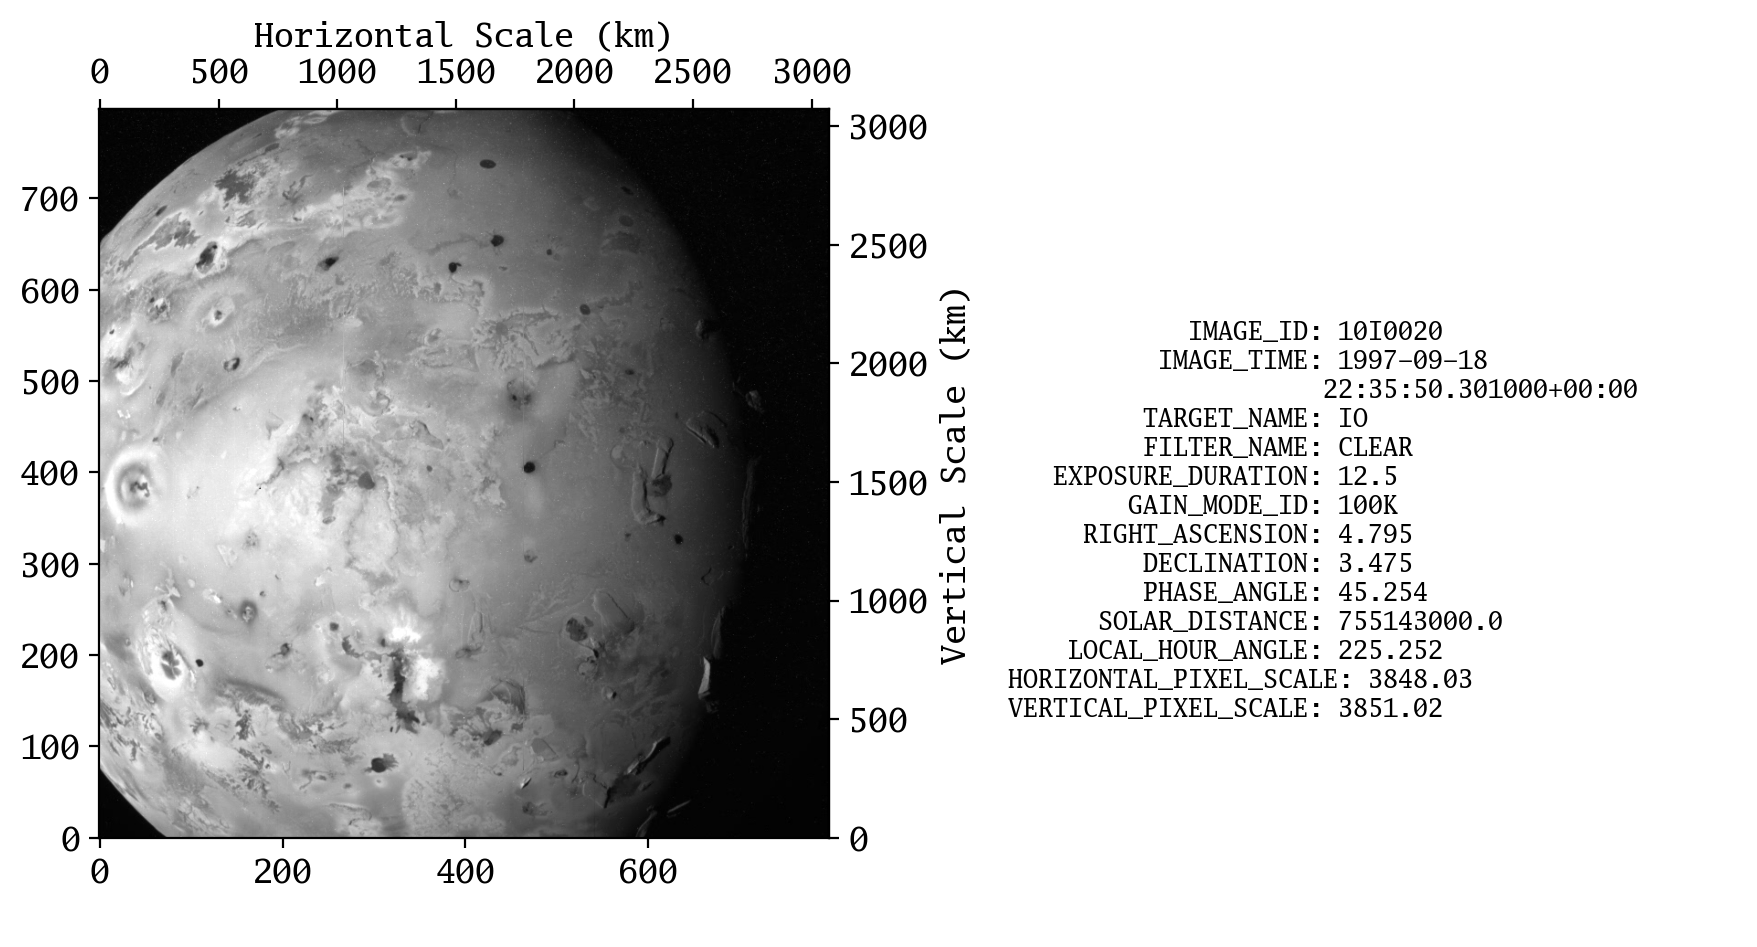 Horizontal Scale (km)
0 500 1000 1500 2000 2500 3000
3000
700
2500
600
500
2000
400
1500
300
1000
200
500
100
0
0
0 200 400 600
Vertical Scale (km)
IMAGE_ID: 10I0020
IMAGE_TIME: 1997−09−18
22:35:50.301000+00:00
TARGET_NAME: IO
FILTER_NAME: CLEAR
EXPOSURE_DURATION: 12.5
GAIN_MODE_ID: 100K
RIGHT_ASCENSION: 4.795
DECLINATION: 3.475
PHASE_ANGLE: 45.254
SOLAR_DISTANCE: 755143000.0
LOCAL_HOUR_ANGLE: 225.252
HORIZONTAL_PIXEL_SCALE: 3848.03
VERTICAL_PIXEL_SCALE: 3851.02